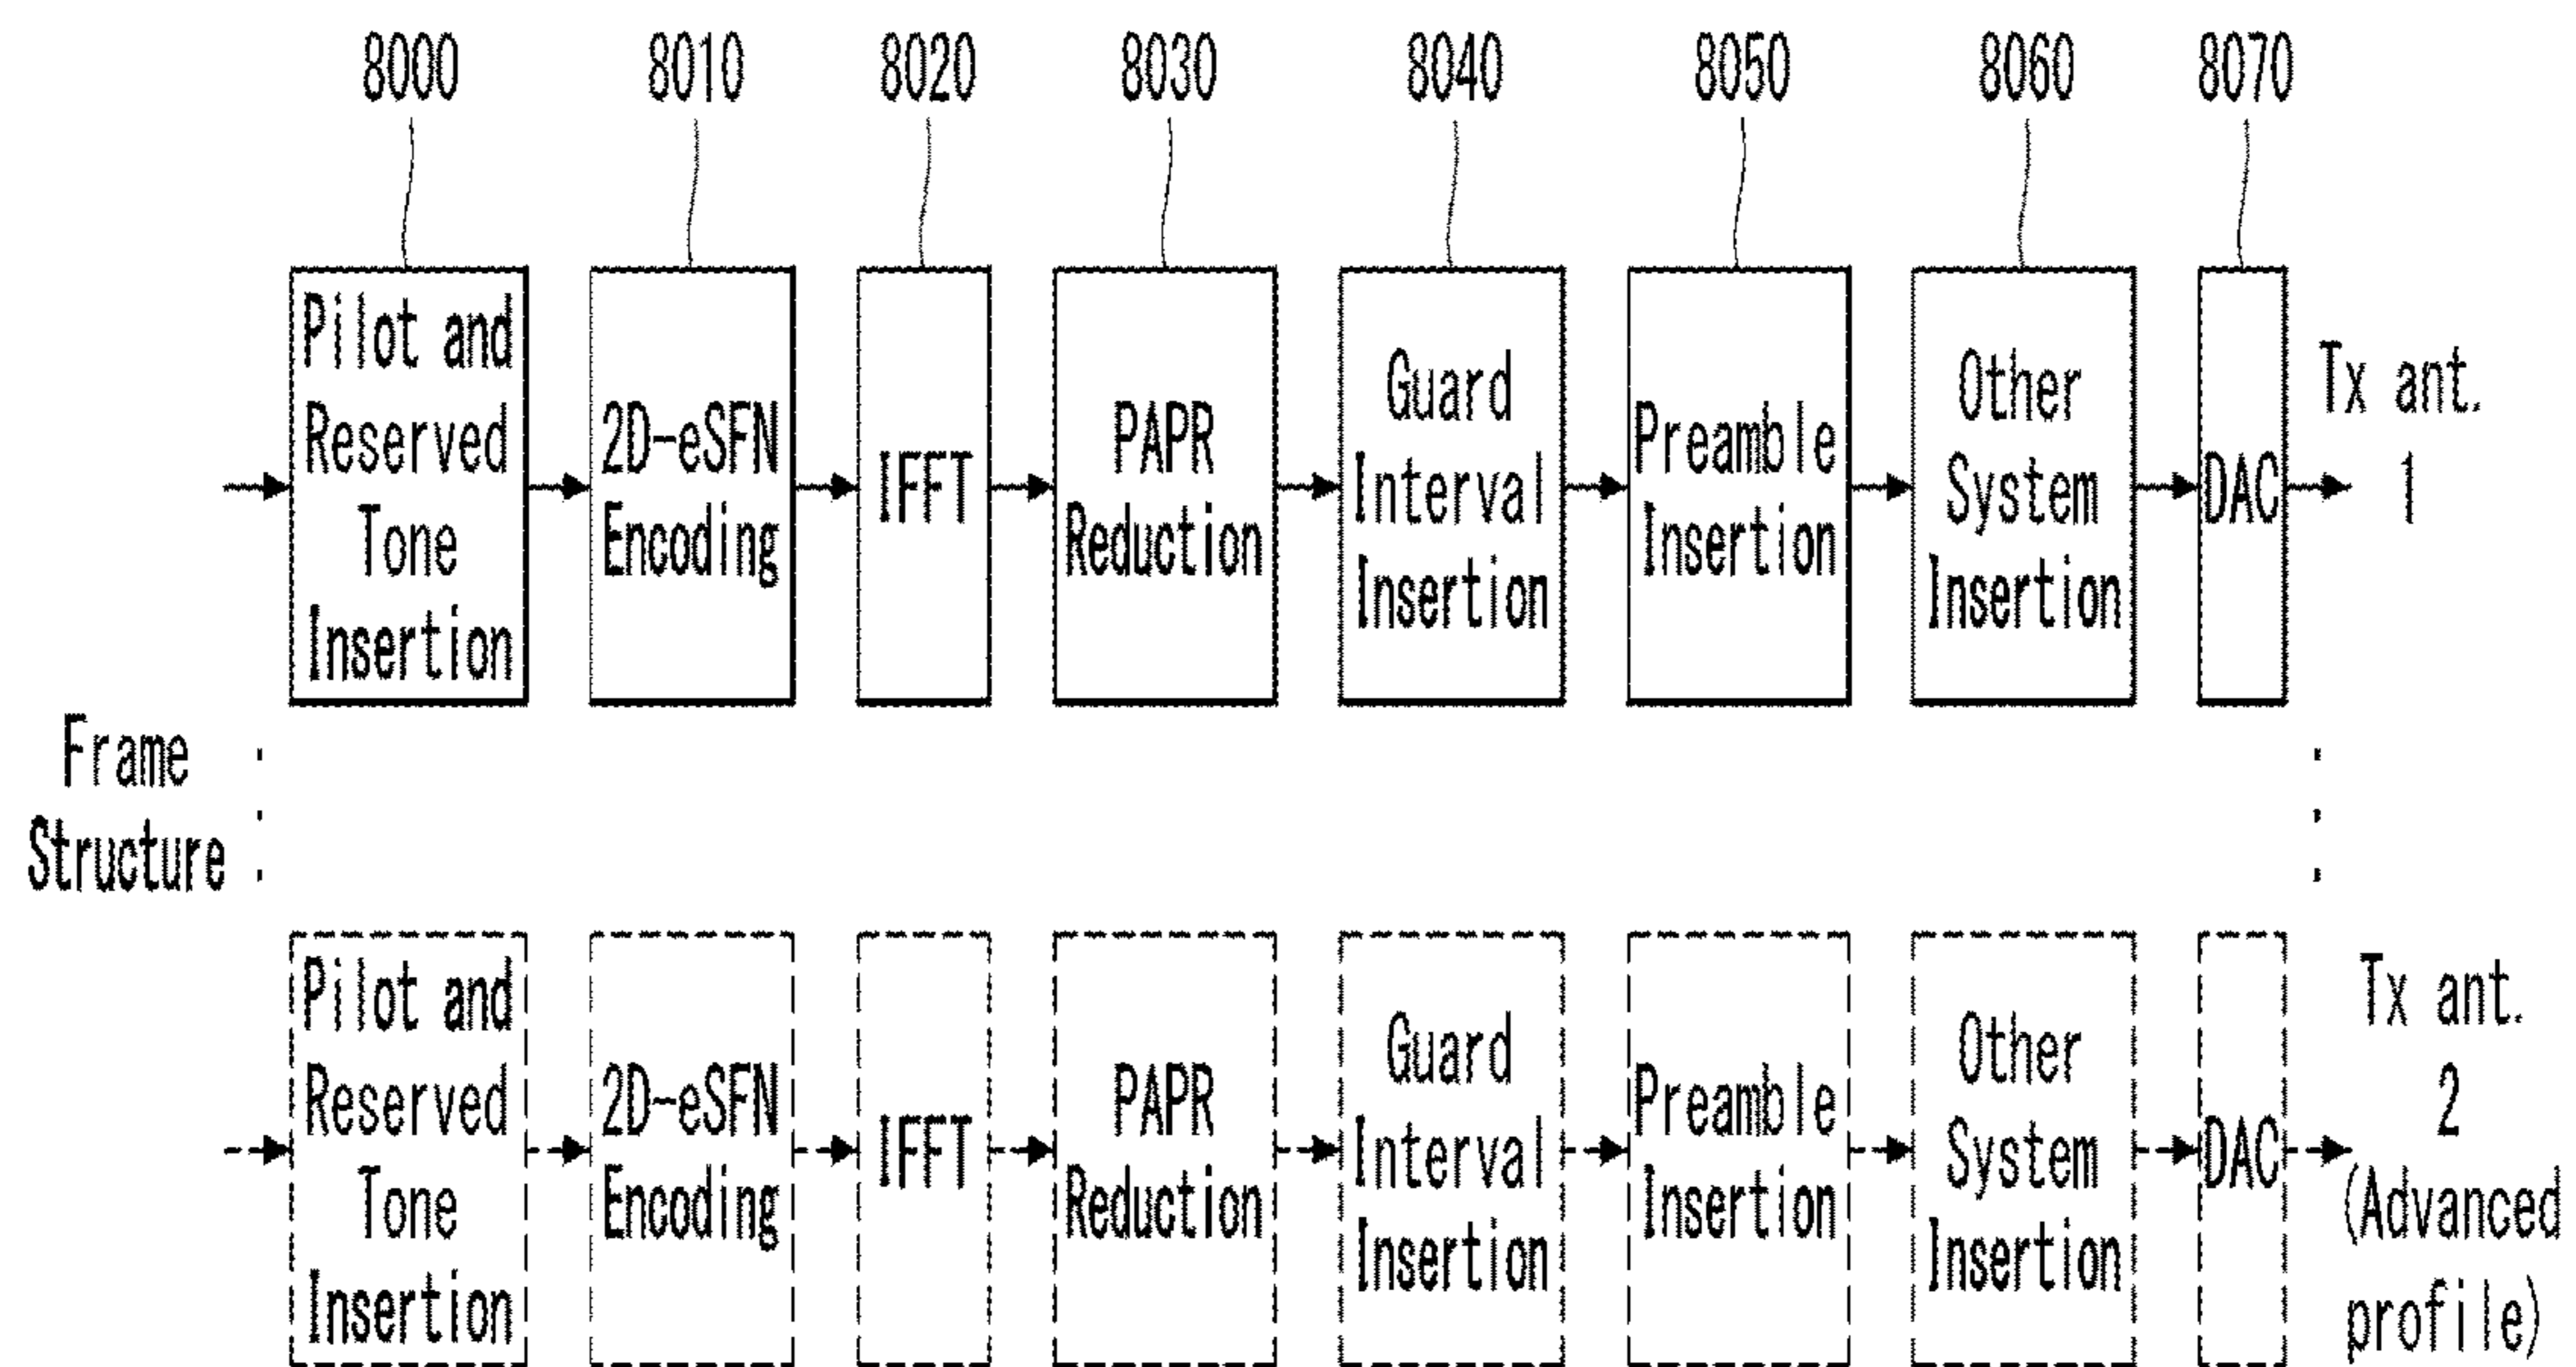 8000 8010 8020 8030 8040 8050 8060 8070
Pilot and
Reserved
Tone
Insertion
2D-eSFN
Encoding
IFFT
PAPR
Reduction
Guard
Interval
Insertion
Preamble
Insertion
Other
System
Insertion
DAC
Tx ant.
1
Frame
Structure
Pilot and
Reserved
Tone
Insertion
2D-eSFN
Encoding
IFFT
PAPR
Reduction
Guard
Interval
Insertion
Preamble
Insertion
Other
System
Insertion
DAC
Tx ant.
2
(Advanced
profile)